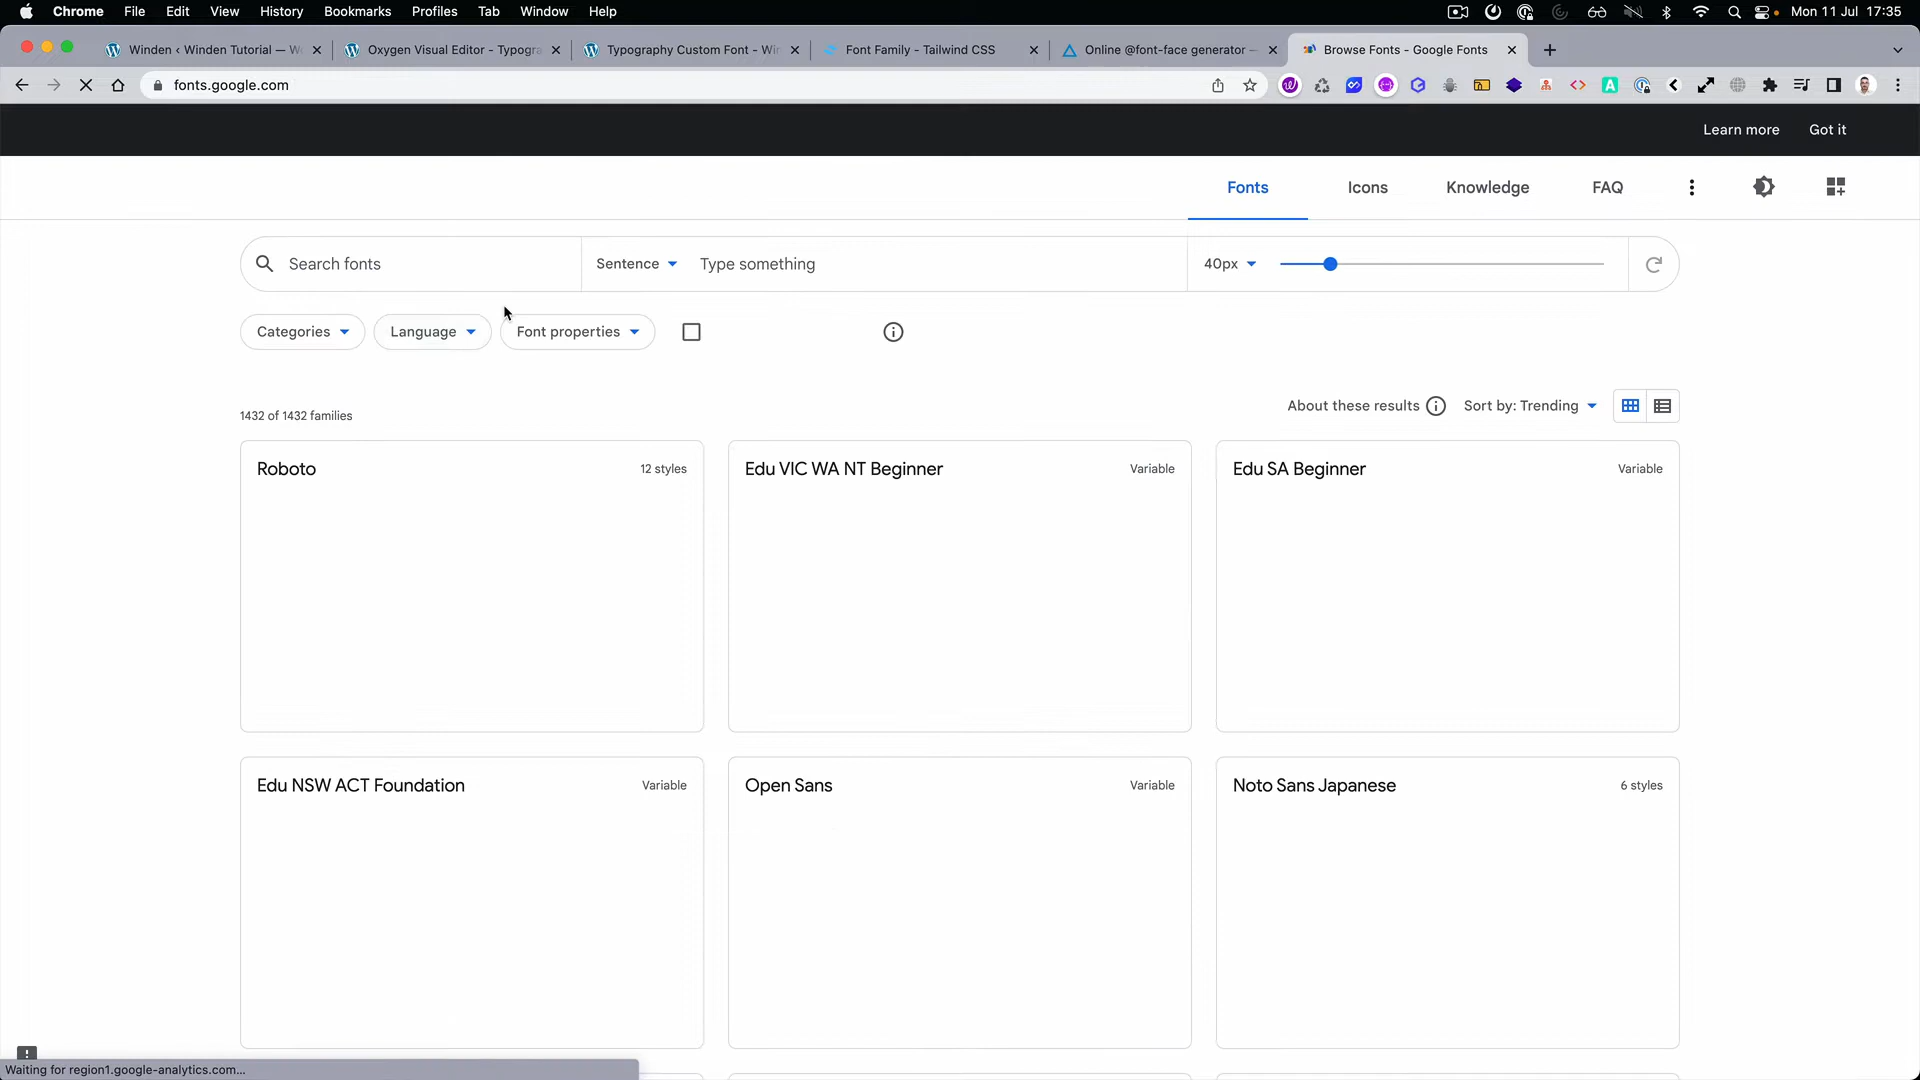 Chrome File Edit View History Bookmarks Profiles Tab Window Help Mon 11 Jul 17:35
Winden ‹ Winden Tutorial — W Oxygen Visual Editor - Typogra Typography Custom Font - Wi Font Family - Tailwind CSS Online @font-face generator — Browse Fonts - Google Fonts
fonts.google.com
Learn more Got it
Fonts Icons Knowledge FAQ
Search fonts Sentence Type something 40px
Categories Language Font properties
About these results Sort by: Trending
1432 of 1432 families
Roboto 12 styles Edu VIC WA NT Beginner Variable Edu SA Beginner Variable
Edu NSW ACT Foundation Variable Open Sans Variable Noto Sans Japanese 6 styles
Waiting for region1.google-analytics.com...